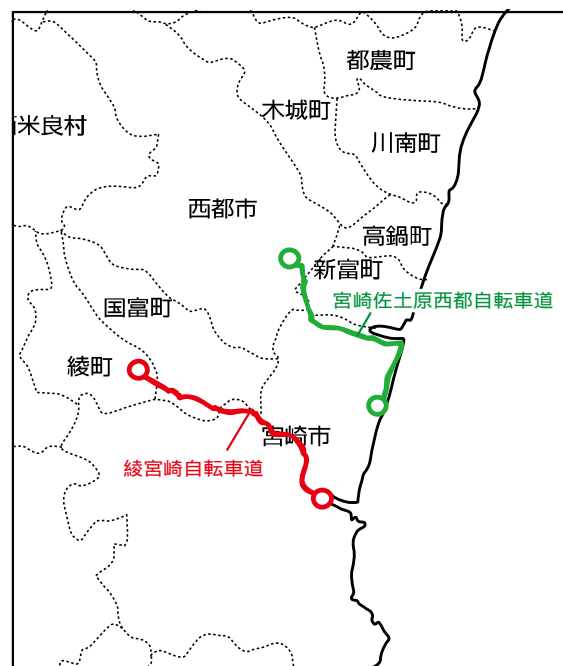 都農町
木城町
米良村
川南町
西都市
高鍋町
新富町
宮崎佐土原西都自転車道
国富町
綾町
宮崎市
綾宮崎自転車道